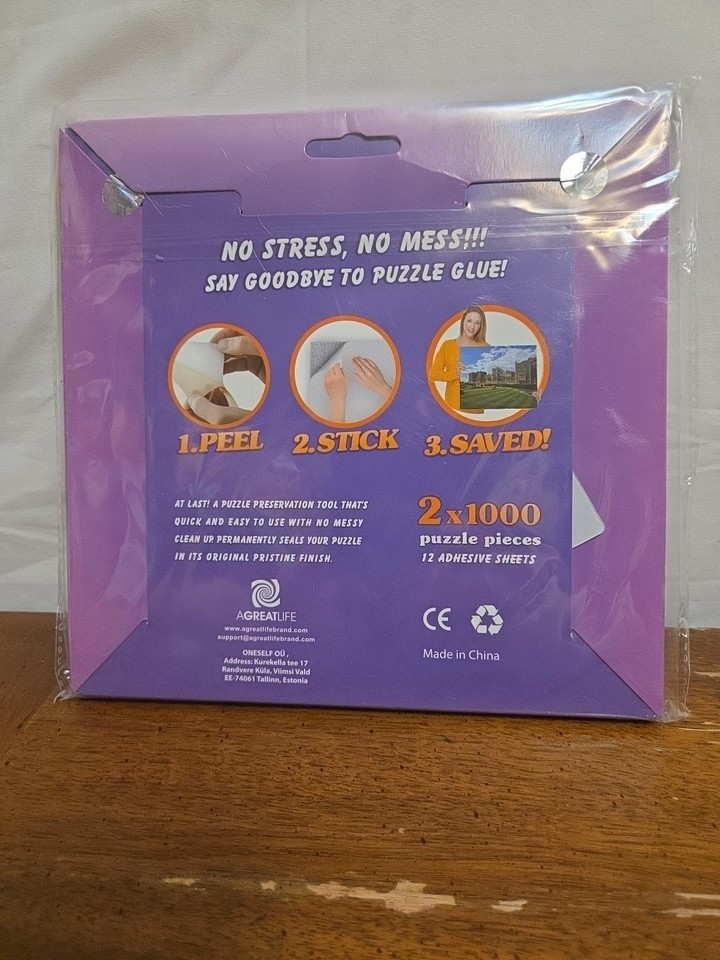 NO STRESS, NO MESS!!!
SAY GOODBYE TO PUZZLE GLUE!
1.PEEL
2.STICK
3.SAVED!
AT LAST! A PUZZLE PRESERVATION TOOL THAT'S
QUICK AND EASY TO USE WITH NO MESSY
CLEAN UP PERMANENTLY SEALS YOUR PUZZLE
IN ITS ORIGINAL PRISTINE FINISH.
2x1000
puzzle pieces
12 ADHESIVE SHEETS
AGREATLIFE
www.agreatlifebrand.com
support@agreatlifebrand.com
ONESELF OÜ,
Address: Kurekella tee 17
Randvere Küla, Viimsi Vald
EE-74061 Tallinn, Estonia
CE
Made in China